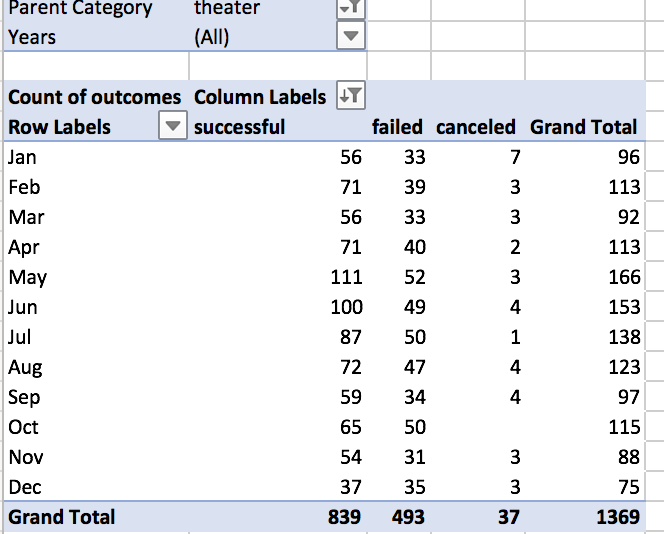 Parent Category theater
Years (All)
Count of outcomes Column Labels
Row Labels successful failed canceled Grand Total
Jan 56 33 7 96
Feb 71 39 3 113
Mar 56 33 3 92
Apr 71 40 2 113
May 111 52 3 166
Jun 100 49 4 153
Jul 87 50 1 138
Aug 72 47 4 123
Sep 59 34 4 97
Oct 65 50 115
Nov 54 31 3 88
Dec 37 35 3 75
Grand Total 839 493 37 1369